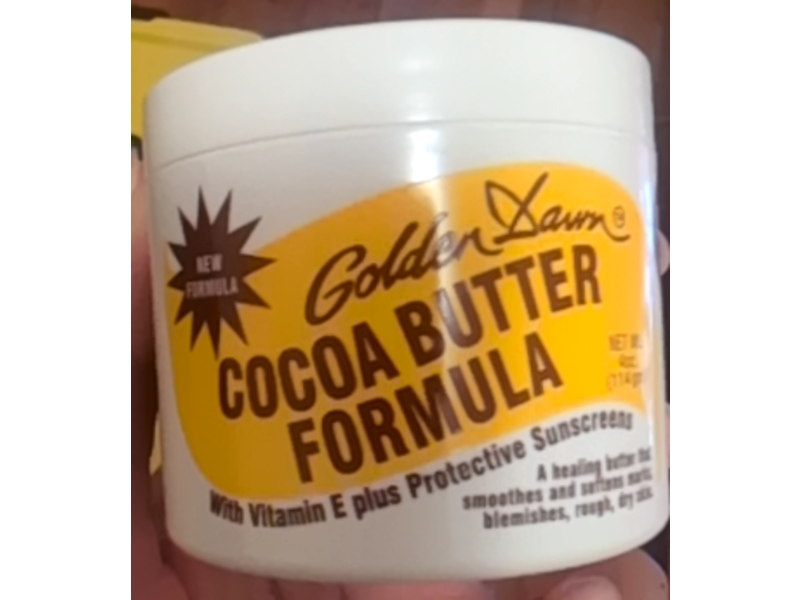 NEW
FORMULA
Golden Dawn TM
COCOA BUTTER
FORMULA
NET
4oz.
With Vitamin E plus Protective Sunscreens
A healing butter that
smoothes and softens marks,
blemishes, rough, dry skin.